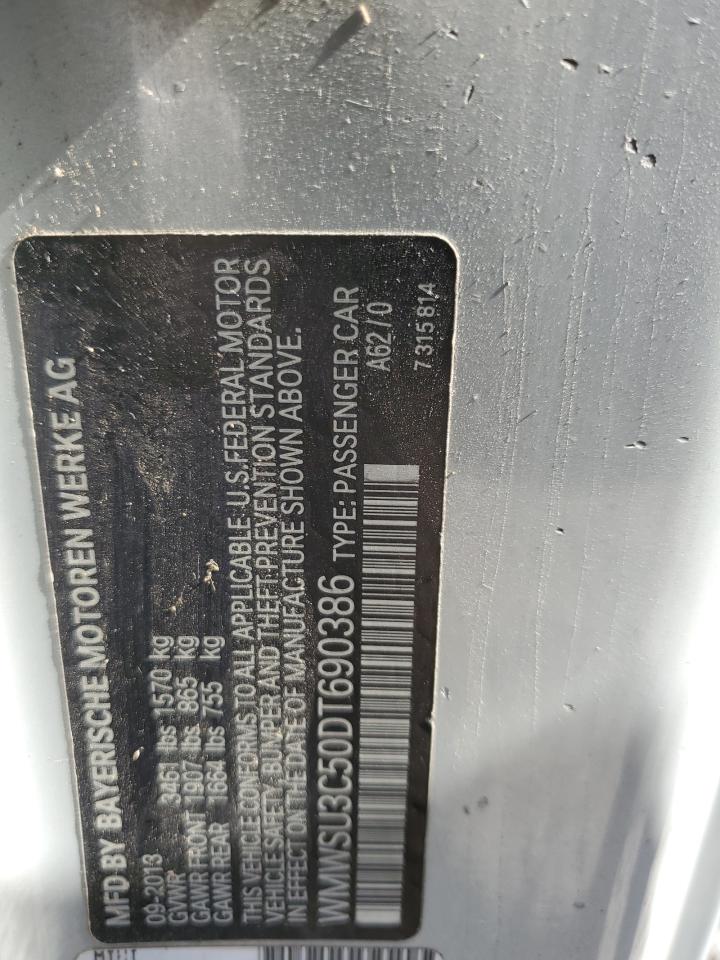 MFD BY BAYERISCHE MOTOREN WERKE AG
09-2013
GVWR 3461 lbs 1570 kg
GAWR FRONT 1907 lbs 865 kg
GAWR REAR 1664 lbs 755 kg
THIS VEHICLE CONFORMS TO ALL APPLICABLE U.S.FEDERAL MOTOR
VEHICLE SAFETY, BUMPER AND THEFT PREVENTION STANDARDS
IN EFFECT ON THE DATE OF MANUFACTURE SHOWN ABOVE.
WMWSU3C50DT690386 TYPE: PASSENGER CAR
A62/0
7 315 814